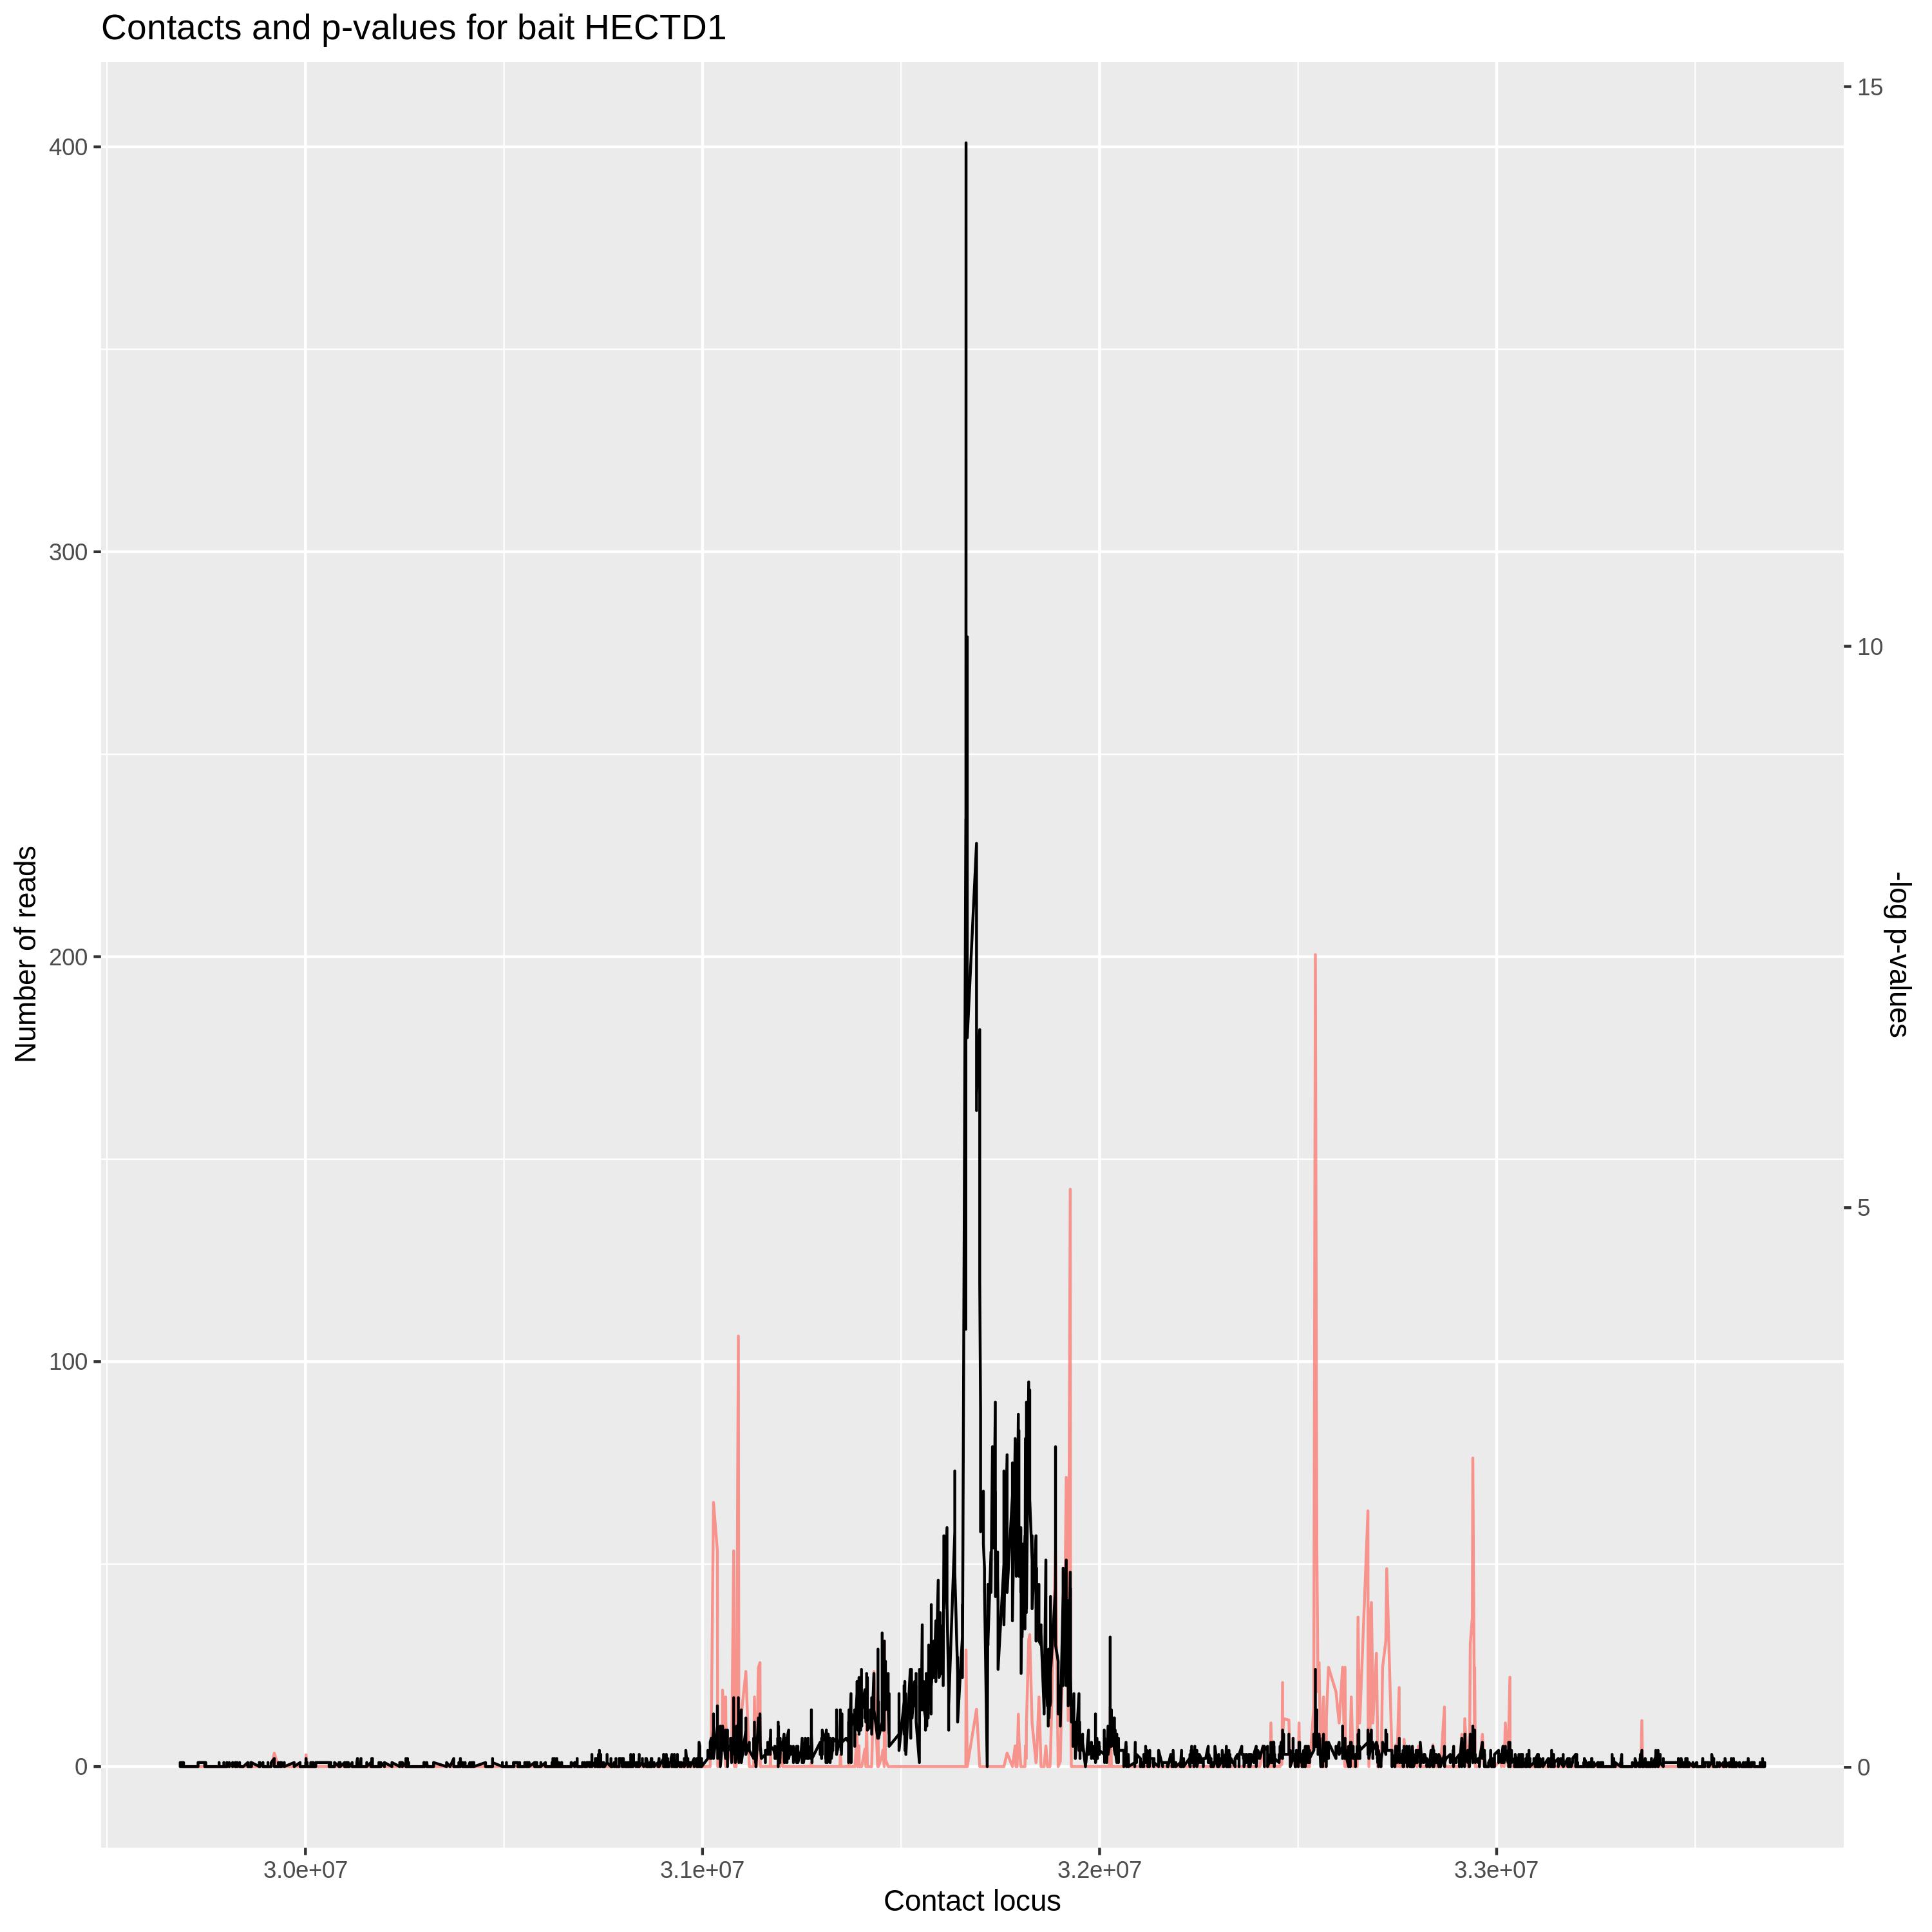 Contacts and p-values for bait HECTD1
15
400
300
10
Number of reads
-log p-values
200
5
100
0
0
3.0e+07
3.1e+07
3.2e+07
3.3e+07
Contact locus